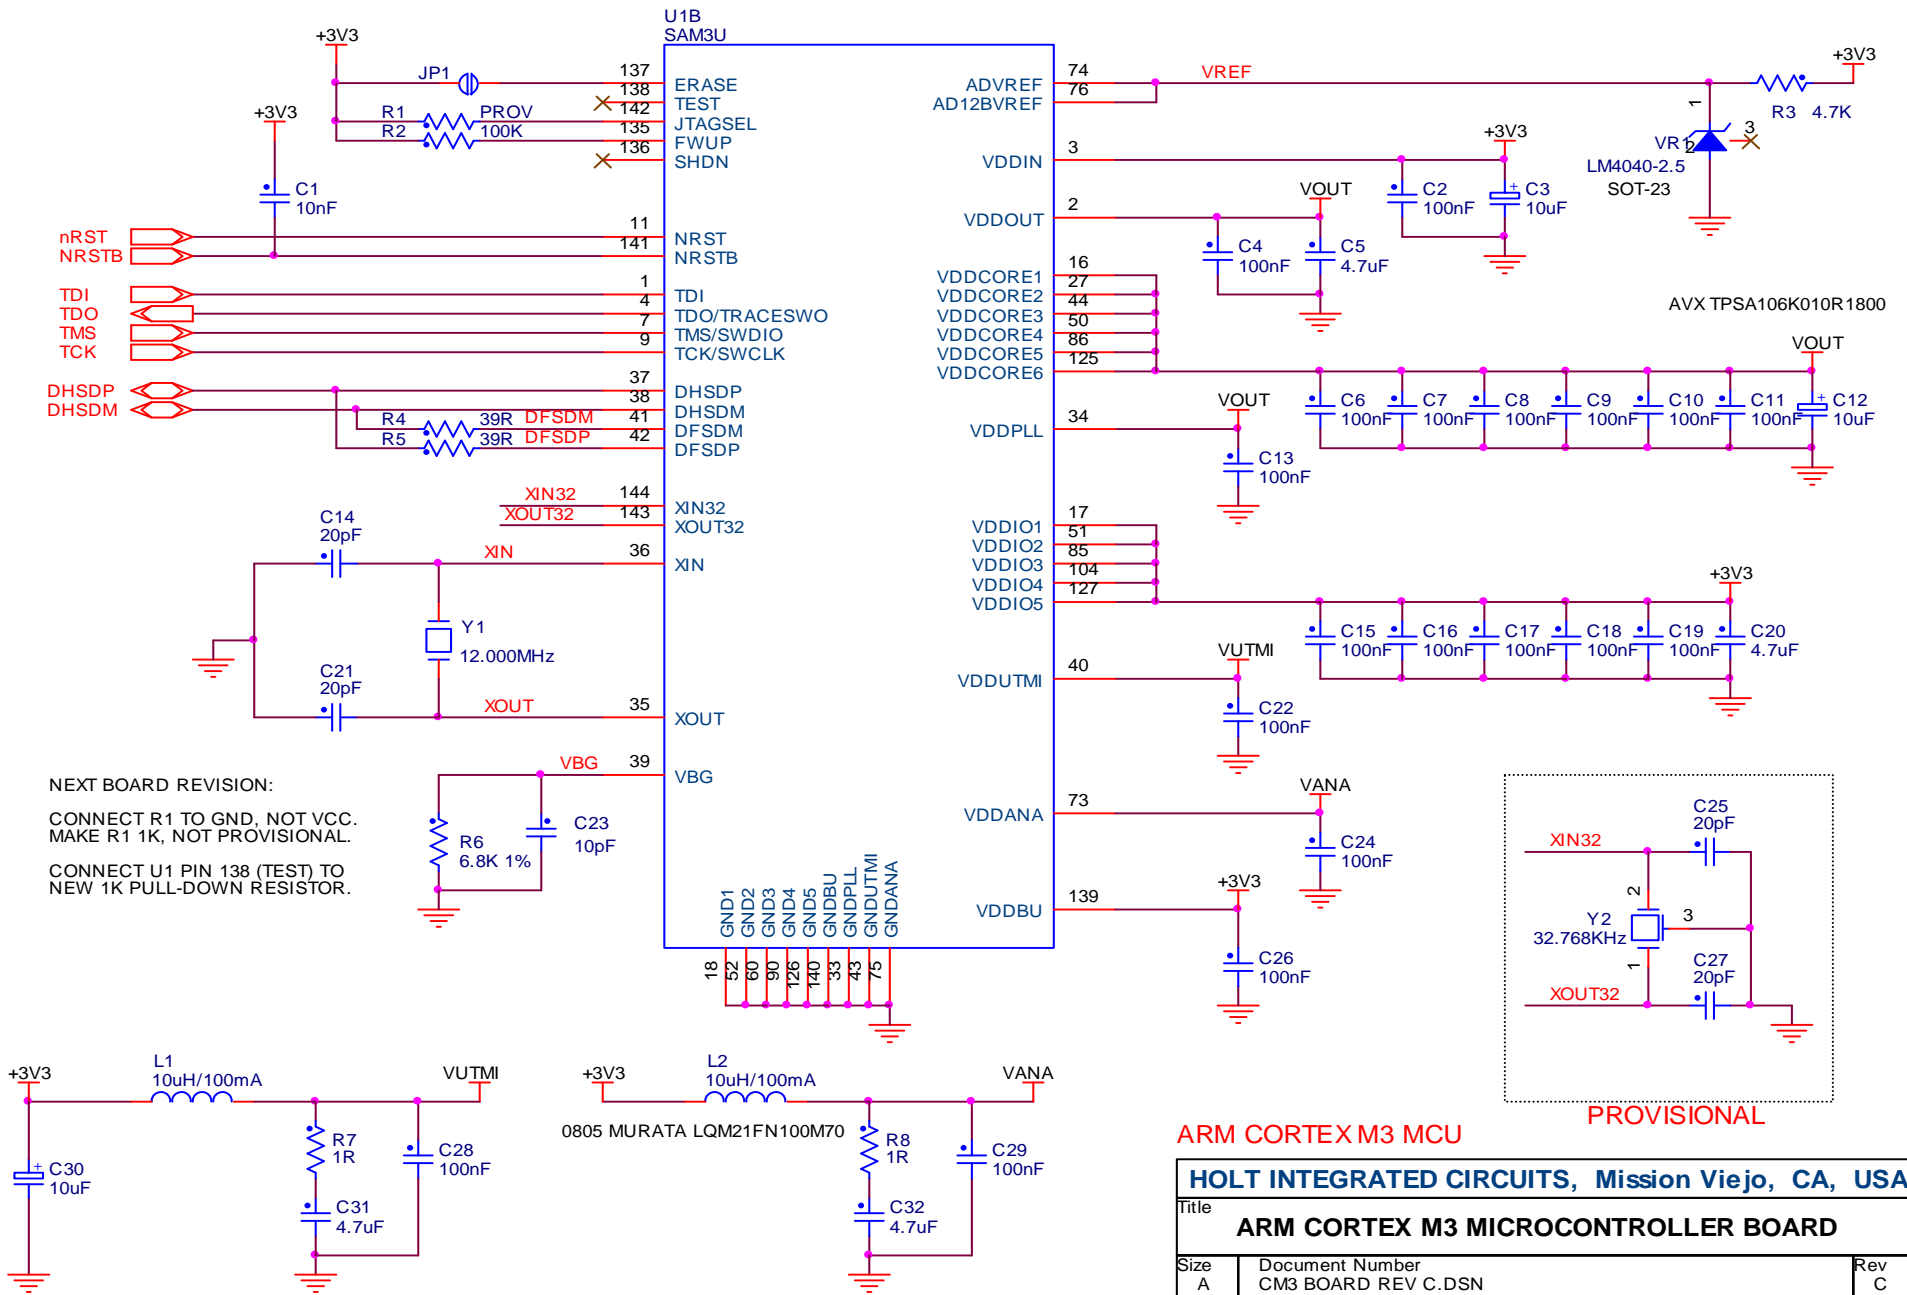 U1B
SAM3U
+3V3
JP1
137
ERASE
138
TEST
R1
PROV
142
JTAGSEL
R2
100K
135
FWUP
136
SHDN
+3V3
C1
10nF
nRST
11
NRST
NRSTB
141
NRSTB
TDI
1
TDI
TDO
4
TDO/TRACESWO
TMS
7
TMS/SWDIO
TCK
9
TCK/SWCLK
DHSDP
37
DHSDP
DHSDM
38
DHSDM
R4
39R
DFSDM
41
DFSDM
R5
39R
DFSDP
42
DFSDP
XIN32
144
XIN32
XOUT32
143
XOUT32
C14
20pF
XIN
36
XIN
Y1
12.000MHz
C21
20pF
XOUT
35
XOUT
VBG
39
VBG
R6
6.8K 1%
C23
10pF
NEXT BOARD REVISION:
CONNECT R1 TO GND, NOT VCC.
MAKE R1 1K, NOT PROVISIONAL.
CONNECT U1 PIN 138 (TEST) TO
NEW 1K PULL-DOWN RESISTOR.
GND1
GND2
GND3
GND4
GND5
GNDBU
GNDPLL
GNDUTMI
GNDANA
18
52
60
90
126
140
33
43
75
ADVREF
74
VREF
AD12BVREF
76
+3V3
R3 4.7K
1
2
3
VR1
LM4040-2.5
SOT-23
VDDIN
3
+3V3
C2
100nF
C3
10uF
+
VDDOUT
2
VOUT
C4
100nF
C5
4.7uF
VDDCORE1
16
VDDCORE2
27
VDDCORE3
44
VDDCORE4
50
VDDCORE5
86
VDDCORE6
125
AVX TPSA106K010R1800
VOUT
C6
100nF
C7
100nF
C8
100nF
C9
100nF
C10
100nF
C11
100nF
C12
10uF
+
VDDPLL
34
VOUT
C13
100nF
VDDIO1
17
VDDIO2
51
VDDIO3
85
VDDIO4
104
VDDIO5
127
+3V3
C15
100nF
C16
100nF
C17
100nF
C18
100nF
C19
100nF
C20
4.7uF
VDDUTMI
40
VUTMI
C22
100nF
VDDANA
73
VANA
C24
100nF
VDDBU
139
+3V3
C26
100nF
XIN32
C25
20pF
2
Y2
32.768KHz
3
1
C27
20pF
XOUT32
PROVISIONAL
+3V3
L1
10uH/100mA
VUTMI
R7
1R
C28
100nF
C30
10uF
+
C31
4.7uF
+3V3
L2
10uH/100mA
VANA
0805 MURATA LQM21FN100M70
R8
1R
C29
100nF
C32
4.7uF
ARM CORTEX M3 MCU
HOLT INTEGRATED CIRCUITS, Mission Viejo, CA, USA
Title
ARM CORTEX M3 MICROCONTROLLER BOARD
Size
A
Document Number
CM3 BOARD REV C.DSN
Rev
C